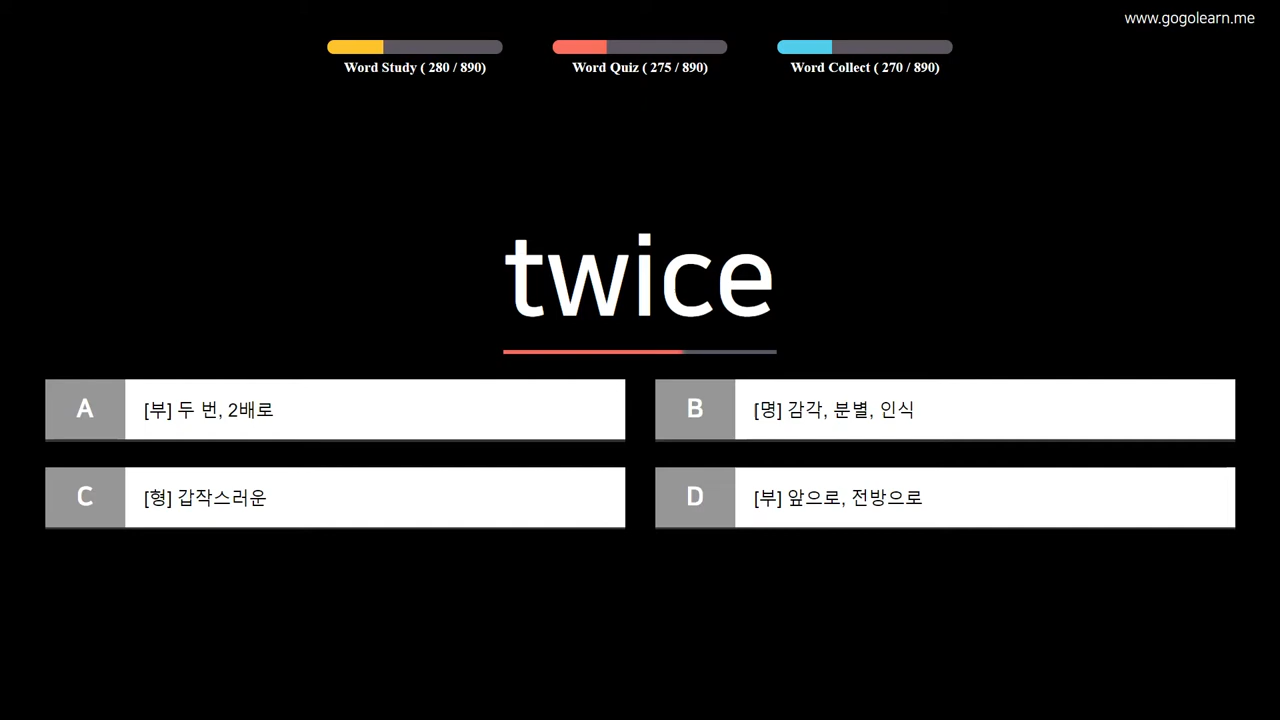 www.gogolearn.me
Word Study ( 280 / 890)
Word Quiz ( 275 / 890)
Word Collect ( 270 / 890)
twice
A [부] 두 번, 2배로
B [명] 감각, 분별, 인식
C [형] 갑작스러운
D [부] 앞으로, 전방으로